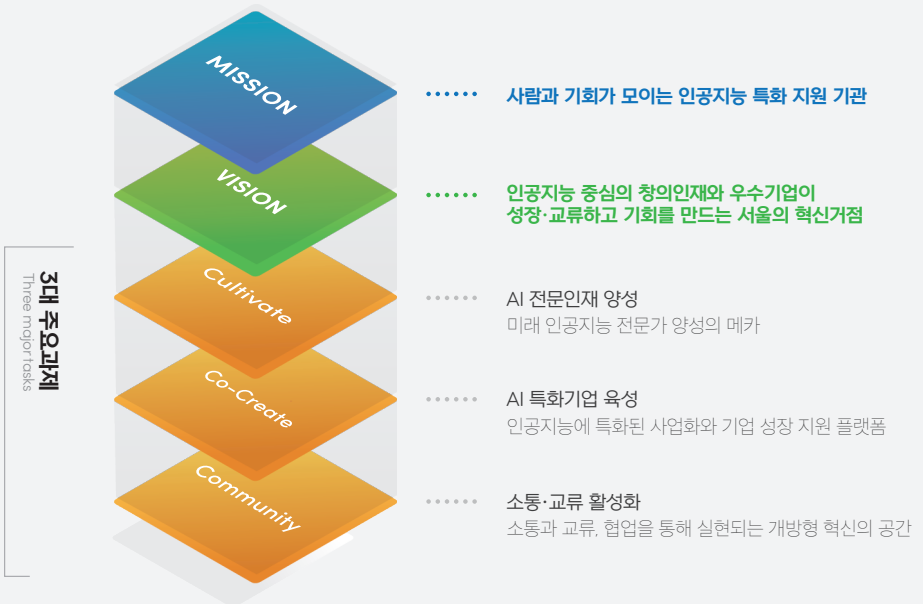 MISSION
사람과 기회가 모이는 인공지능 특화 지원 기관
VISION
인공지능 중심의 창의인재와 우수기업이
성장·교류하고 기회를 만드는 서울의 혁신거점
3대 주요과제
Three major tasks
Cultivate
AI 전문인재 양성
미래 인공지능 전문가 양성의 메카
Co-Create
AI 특화기업 육성
인공지능에 특화된 사업화와 기업 성장 지원 플랫폼
Community
소통·교류 활성화
소통과 교류, 협업을 통해 실현되는 개방형 혁신의 공간